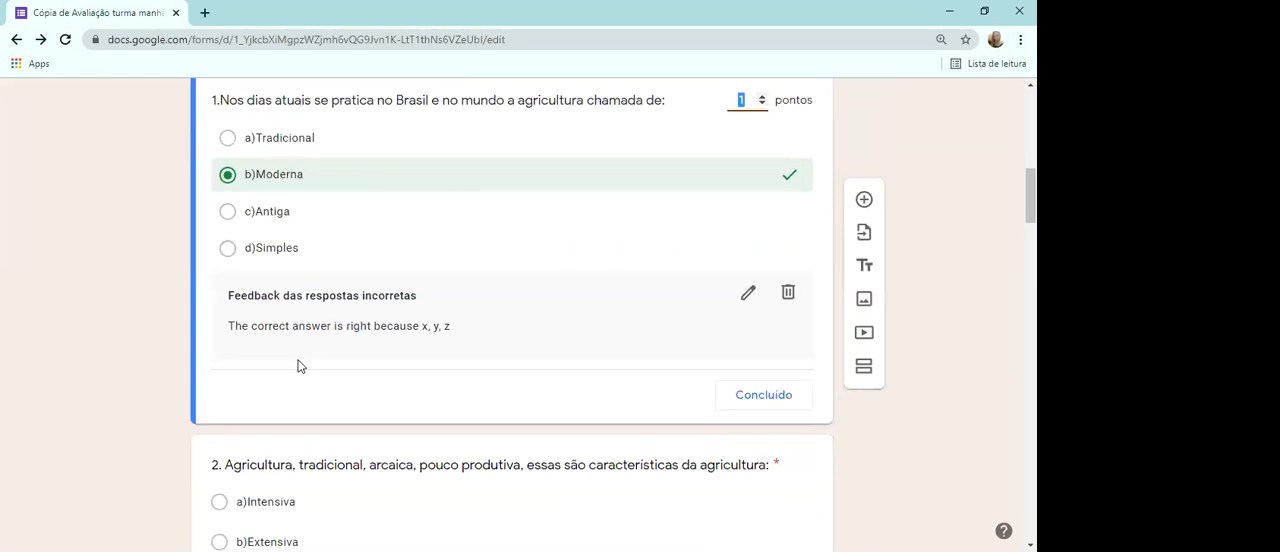 Cópia de Avaliação turma manhã
docs.google.com/forms/d/1_YjkcbXiMgpzWZjmh6vQG9Jvn1K-LtT1thNs6VZeUbI/edit
Apps
Lista de leitura
1.Nos dias atuais se pratica no Brasil e no mundo a agricultura chamada de:
1 pontos
a)Tradicional
b)Moderna
c)Antiga
d)Simples
Feedback das respostas incorretas
The correct answer is right because x, y, z
Concluído
2. Agricultura, tradicional, arcaica, pouco produtiva, essas são características da agricultura: *
a)Intensiva
b)Extensiva